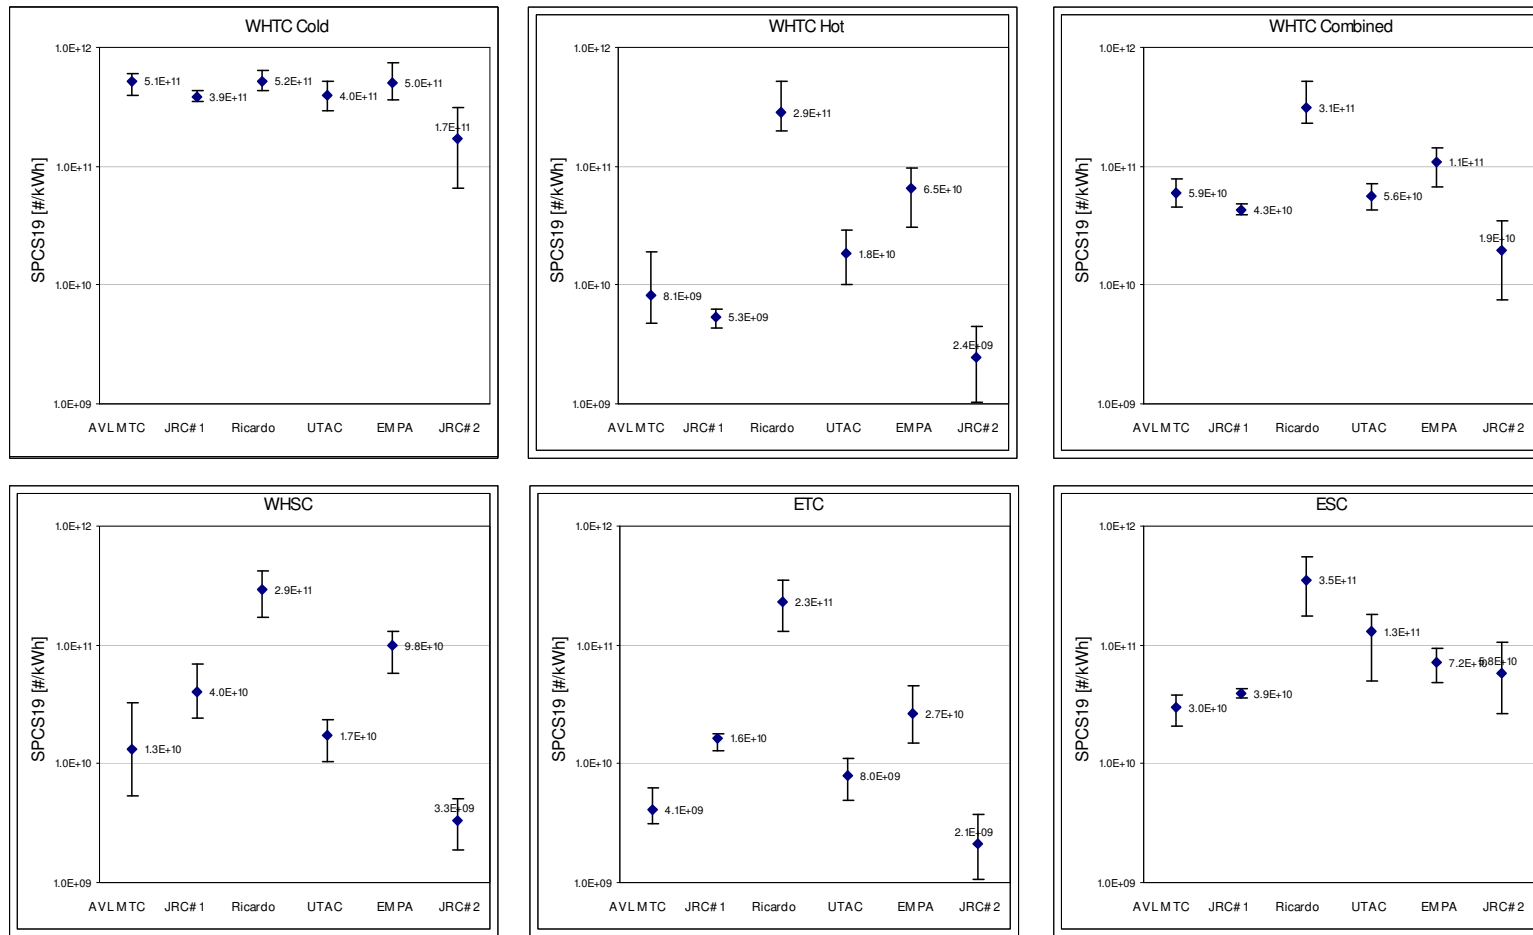 WHTC Cold
1.0E+12
1.0E+11
1.0E+10
1.0E+09
SPCS19 [#/kWh]
5.1E+11
3.9E+11
5.2E+11
4.0E+11
5.0E+11
1.7E+11
AVL MTC JRC#1 Ricardo UTAC EMPA JRC#2
WHTC Hot
1.0E+12
1.0E+11
1.0E+10
1.0E+09
SPCS19 [#/kWh]
8.1E+09
5.3E+09
2.9E+11
1.8E+10
6.5E+10
2.4E+09
AVL MTC JRC#1 Ricardo UTAC EMPA JRC#2
WHTC Combined
1.0E+12
1.0E+11
1.0E+10
1.0E+09
SPCS19 [#/kWh]
5.9E+10
4.3E+10
3.1E+11
5.6E+10
1.1E+11
1.9E+10
AVL MTC JRC#1 Ricardo UTAC EMPA JRC#2
WHSC
1.0E+12
1.0E+11
1.0E+10
1.0E+09
SPCS19 [#/kWh]
1.3E+10
4.0E+10
2.9E+11
1.7E+10
9.8E+10
3.3E+09
AVL MTC JRC#1 Ricardo UTAC EMPA JRC#2
ETC
1.0E+12
1.0E+11
1.0E+10
1.0E+09
SPCS19 [#/kWh]
4.1E+09
1.6E+10
2.3E+11
8.0E+09
2.7E+10
2.1E+09
AVL MTC JRC#1 Ricardo UTAC EMPA JRC#2
ESC
1.0E+12
1.0E+11
1.0E+10
1.0E+09
SPCS19 [#/kWh]
3.0E+10
3.9E+10
3.5E+11
1.3E+11
7.2E+10
5.8E+10
AVL MTC JRC#1 Ricardo UTAC EMPA JRC#2